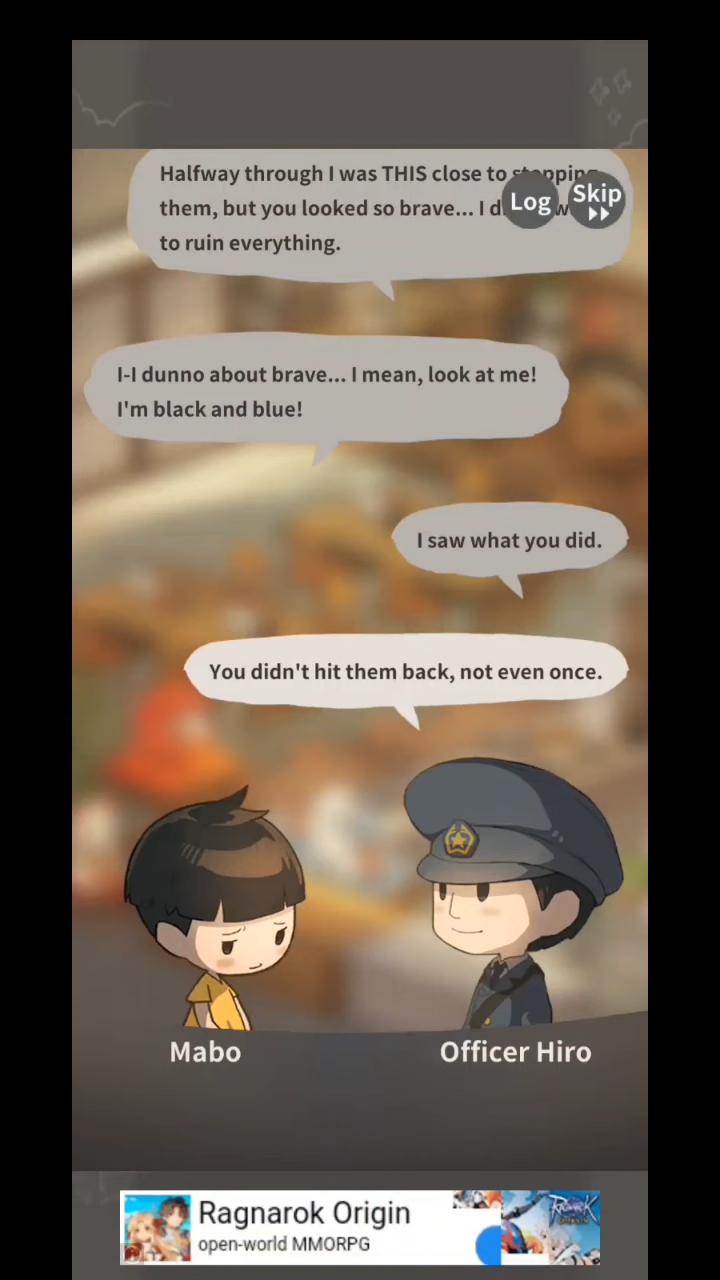 Halfway through I was THIS close to stopping
them, but you looked so brave... I
to ruin everything.
Log
Skip
I-I dunno about brave... I mean, look at me!
I'm black and blue!
I saw what you did.
You didn't hit them back, not even once.
Mabo
Officer Hiro
Ragnarok Origin
open-world MMORPG
RAGNAROK